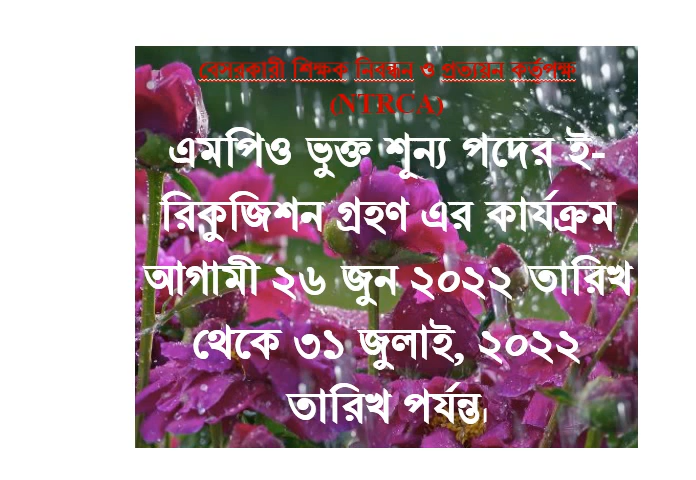 বেসরকারী শিক্ষক নিবন্ধন ও প্রত্যয়ন কর্তৃপক্ষ
(NTRCA)
এমপিও ভুক্ত শূন্য পদের ই-
রিকুজিশন গ্রহণ এর কার্যক্রম
আগামী ২৬ জুন ২০২২ তারিখ
থেকে ৩১ জুলাই, ২০২২
তারিখ পর্যন্ত।